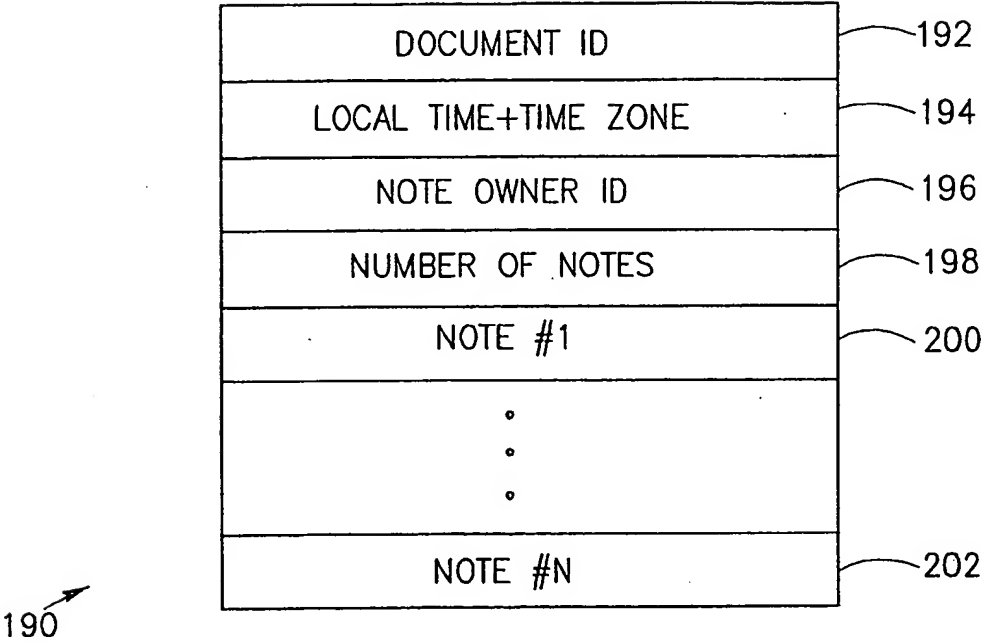 DOCUMENT ID 192
LOCAL TIME+TIME ZONE 194
NOTE OWNER ID 196
NUMBER OF NOTES 198
NOTE #1 200
NOTE #N 202
190